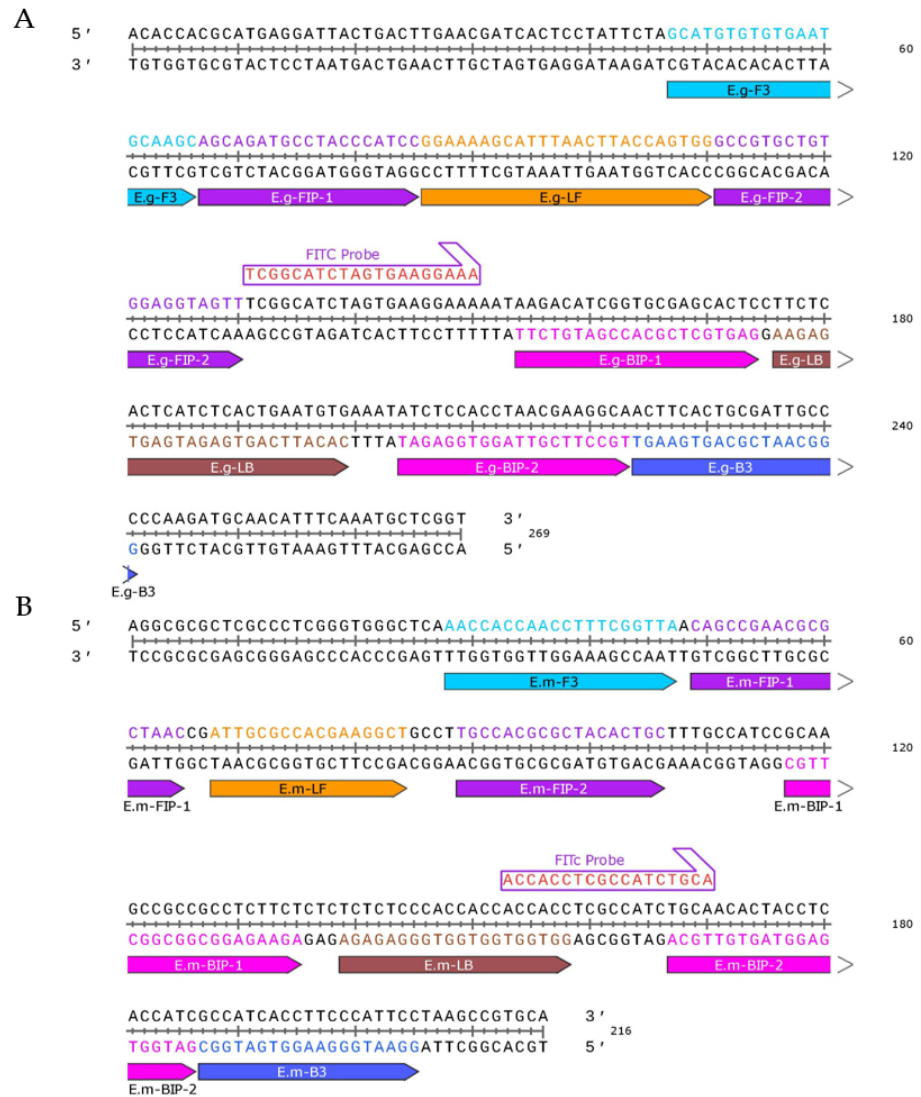 A
5 ′ ACACCACGCATGAGGATTACTGACTTGAACGATCACTCCTATTCTAGCATGTGTGTGAAT
60
3 ′ TGTGGTGCGTACTCCTAATGACTGAACTTGCTAGTGAGGATAAGATCGTACACACACTTA
E.g-F3
GCAAGCAGCAGATGCCTACCCATCCGGAAAAGCATTTAACTTACCAGTGGGCCGTGCTGT
120
CGTTCGTCGTCTACGGATGGGTAGGCCTTTTCGTAAATTGAATGGTCACCCGGCACGACA
E.g-F3 E.g-FIP-1 E.g-LF E.g-FIP-2
FITC Probe
TCGGCATCTAGTGAAGGAAA
GGAGGTAGTTTCGGCATCTAGTGAAGGAAAAATAAGACATCGGTGCGAGCACTCCTTCTC
180
CCTCCATCAAAGCCGTAGATCACTTCCTTTTTATTCTGTAGCCACGCTCGTGAGGAAGAG
E.g-FIP-2 E.g-BIP-1 E.g-LB
ACTCATCTCACTGAATGTGAAATATCTCCACCTAACGAAGGCAACTTCACTGCGATTGCC
240
TGAGTAGAGTGACTTACACTTTATAGAGGTGGATTGCTTCCGTTGAAGTGACGCTAACGG
E.g-LB E.g-BIP-2 E.g-B3
CCCAAGATGCAACATTTCAAATGCTCGGT 3 ′
269
GGGTTCTACGTTGTAAAGTTTACGAGCCA 5 ′
E.g-B3
B
5 ′ AGGCGCGCTCGCCCTCGGGTGGGCTCAAACCACCAACCTTTCGGTTAACAGCCGAACGCG
60
3 ′ TCCGCGCGAGCGGGAGCCCACCCGAGTTTGGTGGTTGGAAAGCCAATTGTCGGCTTGCGC
E.m-F3 E.m-FIP-1
CTAACCGATTGCGCCACGAAGGCTGCCTTGCCACGCGCTACACTGCTTTGCCATCCGCAA
120
GATTGGCTAACGCGGTGCTTCCGACGGAACGGTGCGCGATGTGACGAAACGGTAGGCGTT
E.m-FIP-1 E.m-LF E.m-FIP-2 E.m-BIP-1
FITc Probe
ACCACCTCGCCATCTGCA
GCCGCCGCCTCTTCTCTCTCTCTCCCACCACCACCACCTCGCCATCTGCAACACTACCTC
180
CGGCGGCGGAGAAGAGAGAGAGAGGGTGGTGGTGGTGGAGCGGTAGACGTTGTGATGGAG
E.m-BIP-1 E.m-LB E.m-BIP-2
ACCATCGCCATCACCTTCCCATTCCTAAGCCGTGCA 3 ′
216
TGGTAGCGGTAGTGGAAGGGTAAGGATTCGGCACGT 5 ′
E.m-BIP-2 E.m-B3